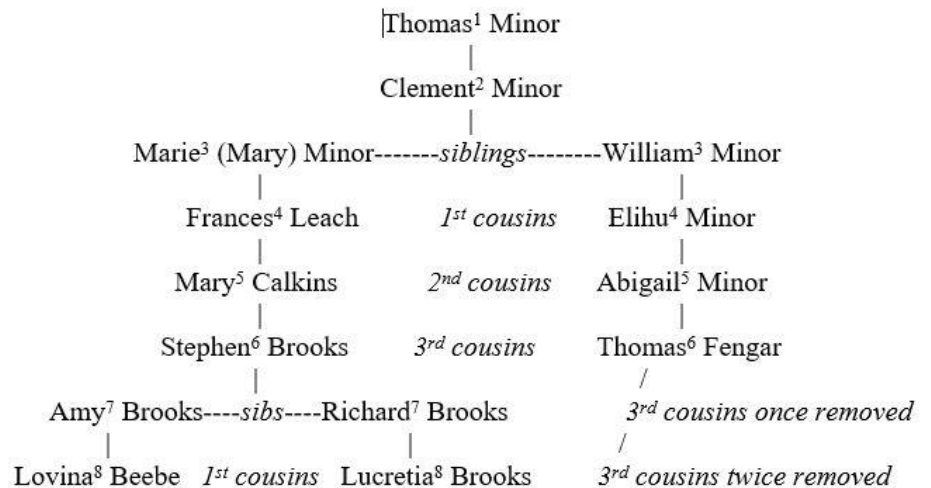 Thomas¹ Minor
Clement² Minor
Marie³ (Mary) Minor-------siblings--------William³ Minor
Frances⁴ Leach 1st cousins Elihu⁴ Minor
Mary⁵ Calkins 2nd cousins Abigail⁵ Minor
Stephen⁶ Brooks 3rd cousins Thomas⁶ Fengar
Amy⁷ Brooks----sibs----Richard⁷ Brooks 3rd cousins once removed
Lovina⁸ Beebe 1st cousins Lucretia⁸ Brooks 3rd cousins twice removed